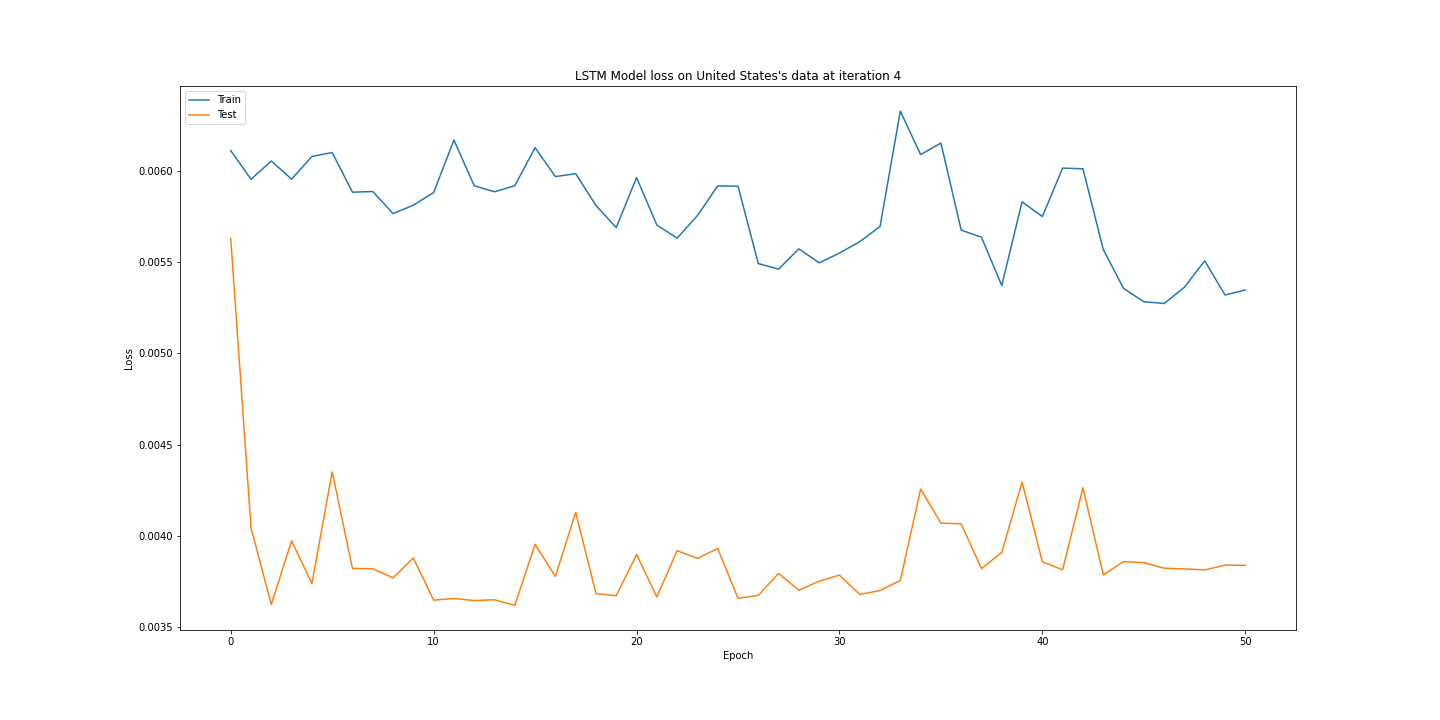 LSTM Model loss on United States's data at iteration 4
Train
Test
0.0060
0.0055
0.0050
0.0045
0.0040
0.0035
Loss
0 10 20 30 40 50
Epoch